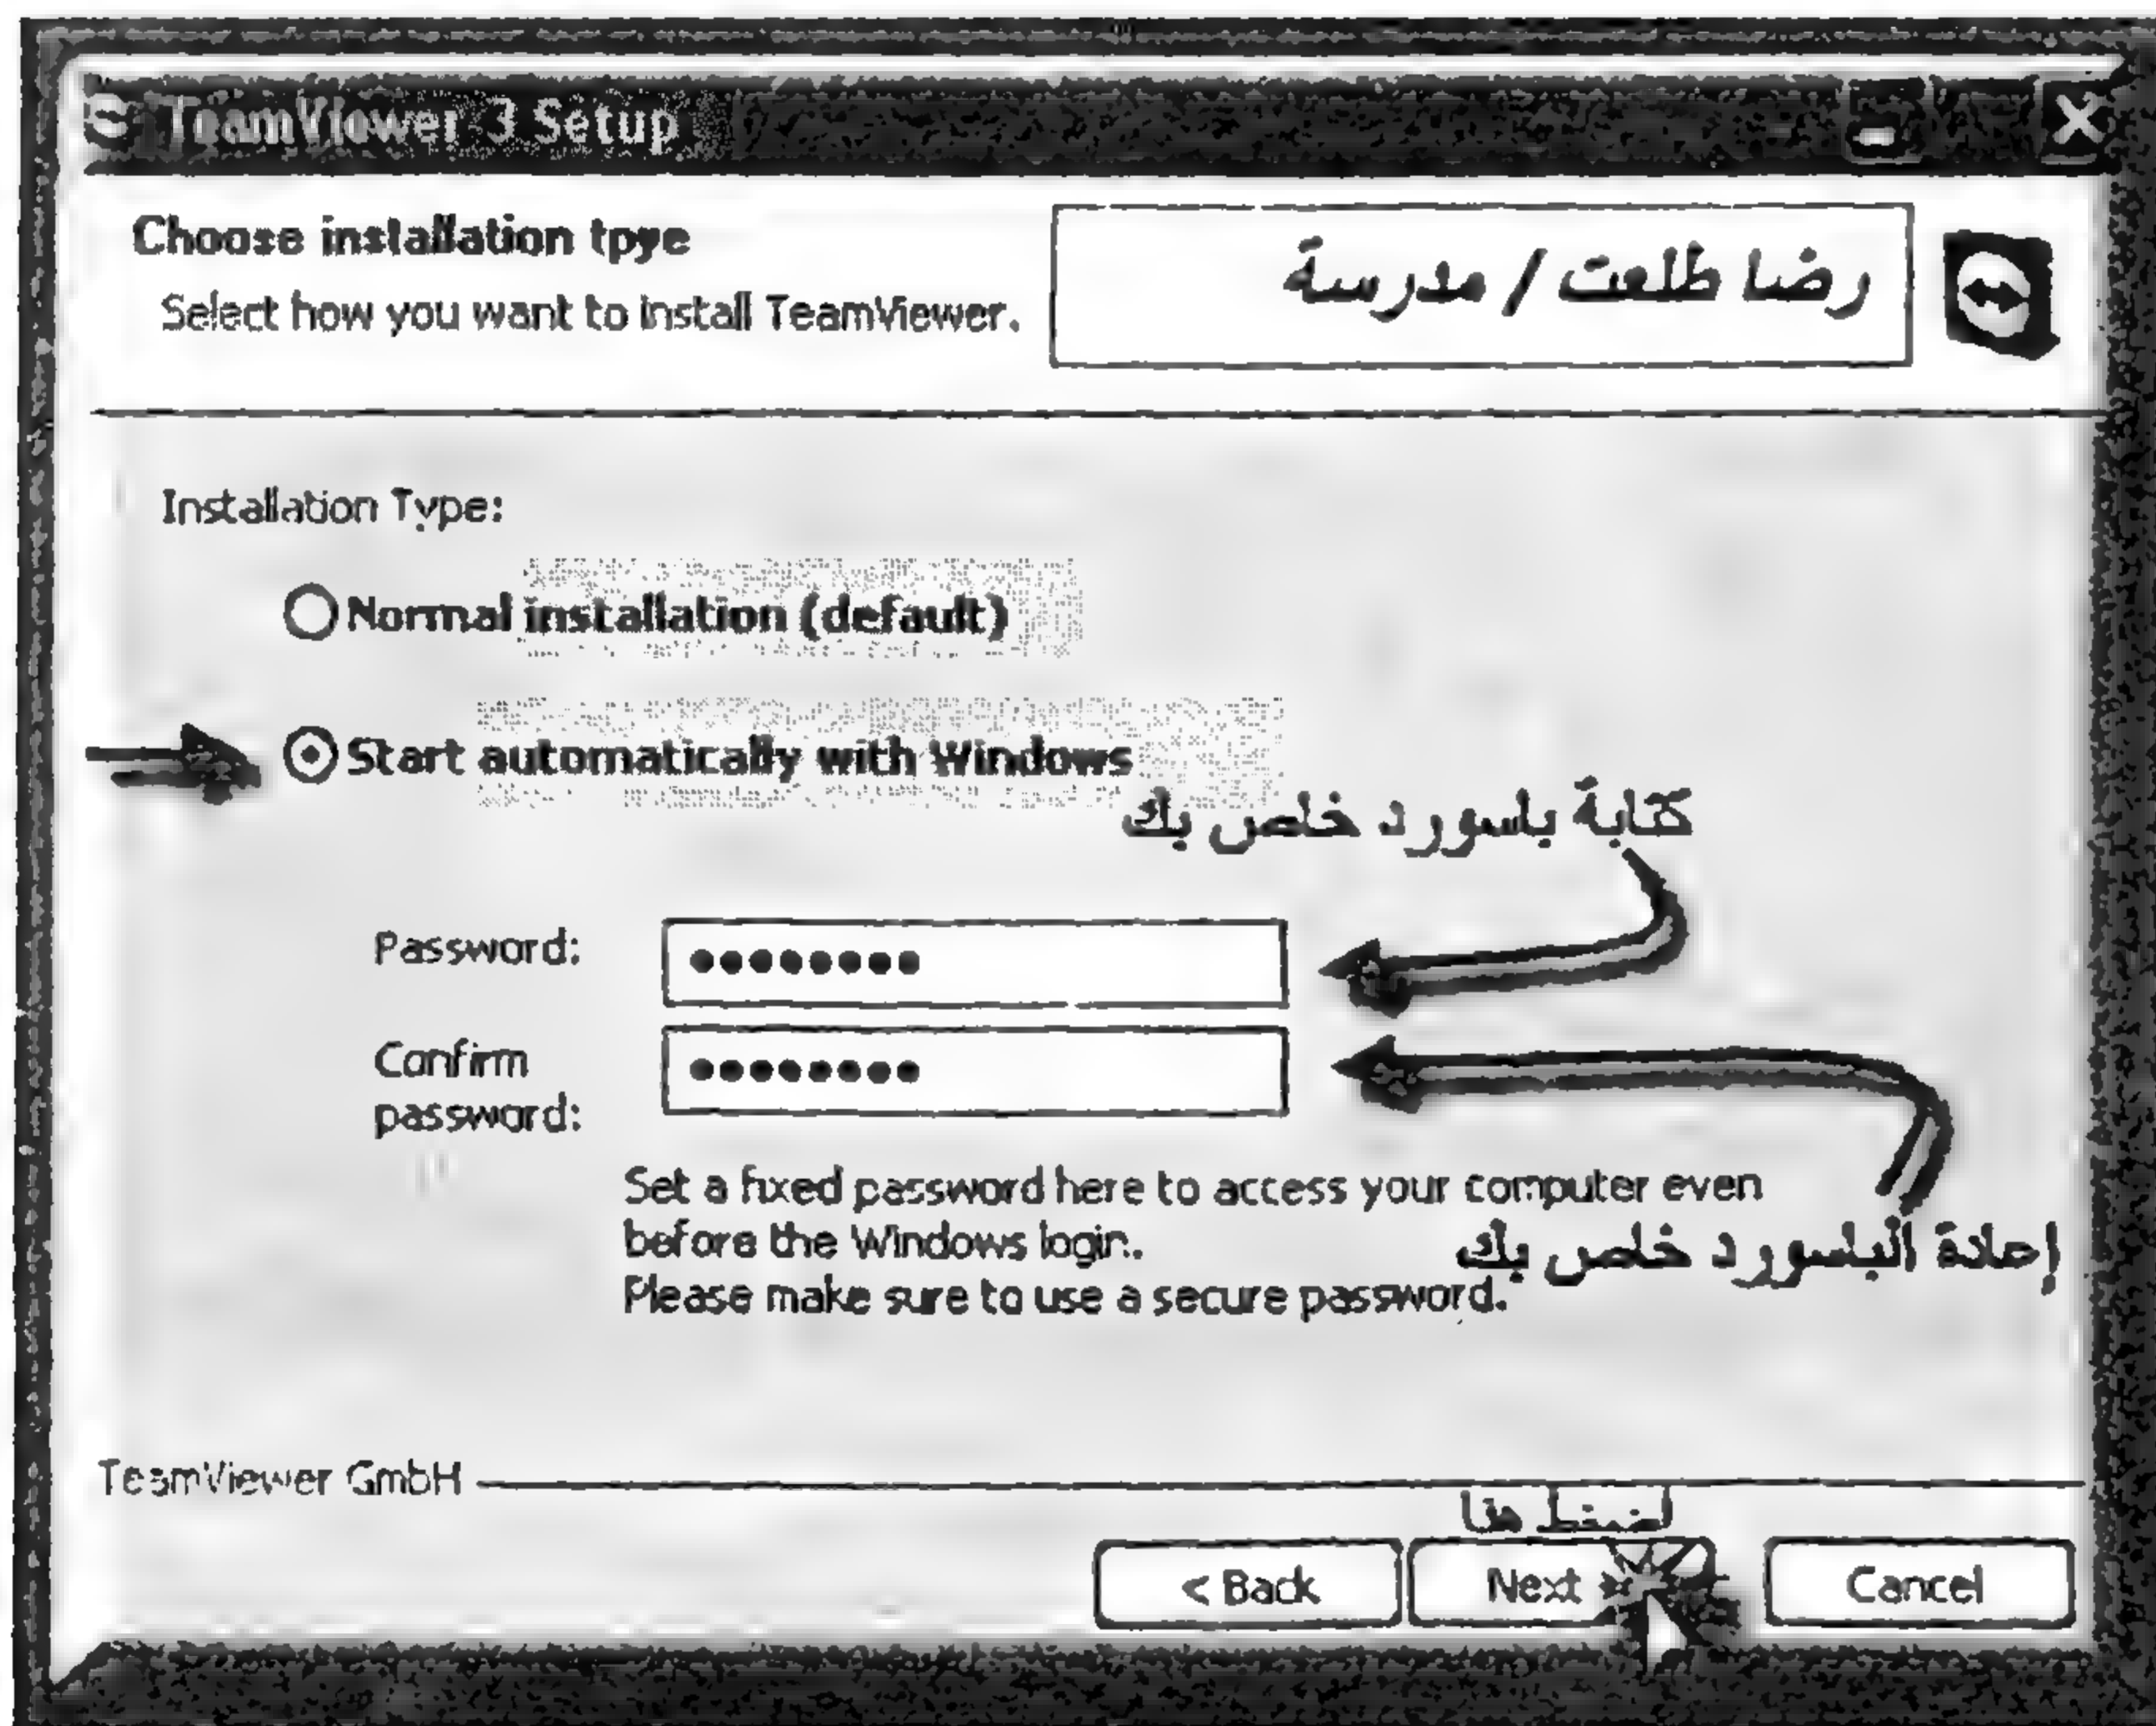 TeamViewer 3 Setup
Choose installation tpye
Select how you want to install TeamViewer.
رضا طلعت / مدرسة
Installation Type:
Normal installation (default)
Start automatically with Windows
كتابة باسورد خاص بك
Password:
Confirm
password:
Set a fixed password here to access your computer even
before the Windows login.
Please make sure to use a secure password.
إعادة الباسورد خاص بك
TeamViewer GmbH
اضغط هنا
< Back
Next >
Cancel